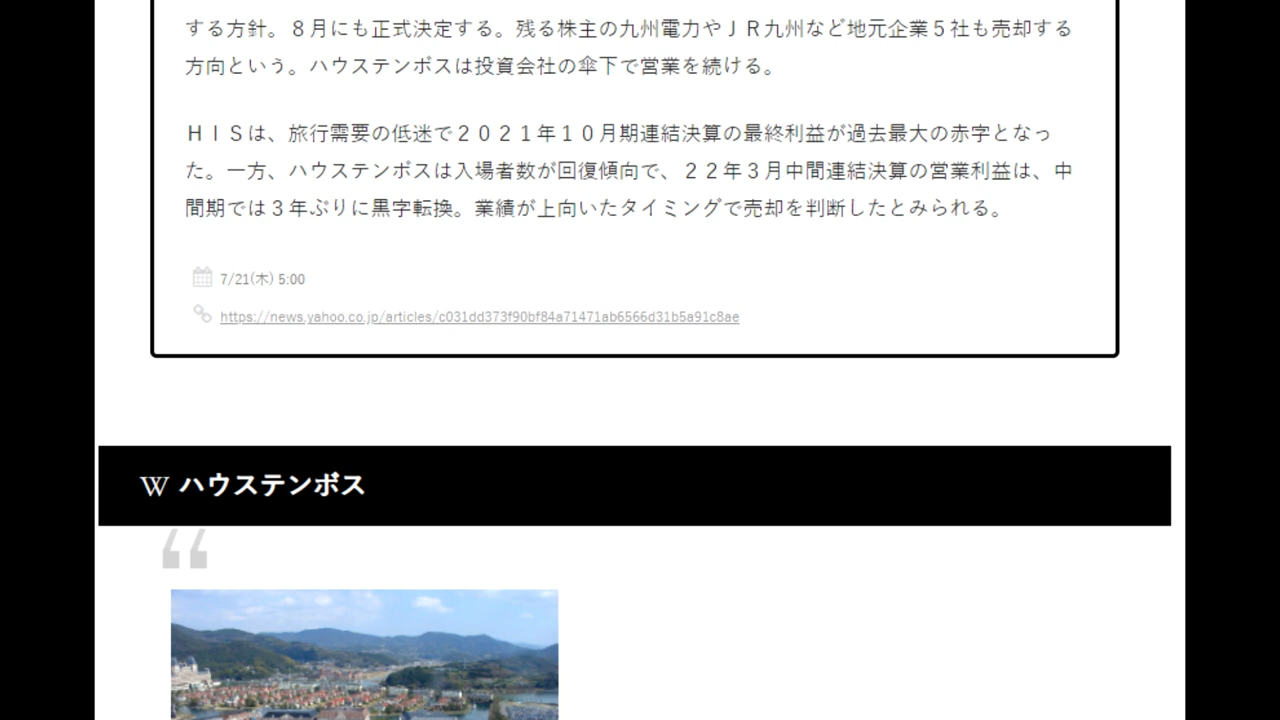 する方針。８月にも正式決定する。残る株主の九州電力やＪＲ九州など地元企業５社も売却する
方向という。ハウステンボスは投資会社の傘下で営業を続ける。
ＨＩＳは、旅行需要の低迷で２０２１年１０月期連結決算の最終利益が過去最大の赤字となっ
た。一方、ハウステンボスは入場者数が回復傾向で、２２年３月中間連結決算の営業利益は、中
間期では３年ぶりに黒字転換。業績が上向いたタイミングで売却を判断したとみられる。
7/21(木) 5:00
https://news.yahoo.co.jp/articles/c031dd373f90bf84a71471ab6566d31b5a91c8ae
W ハウステンボス
“